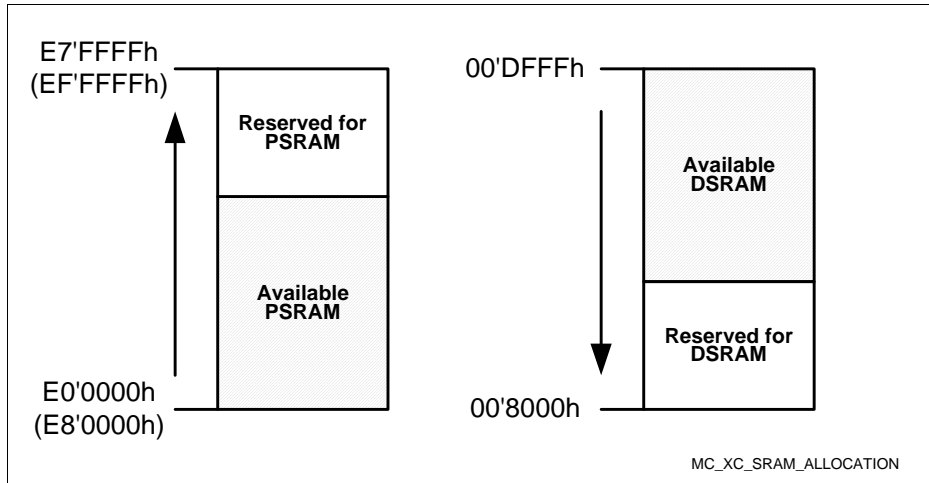 E7'FFFFh
(EF'FFFFh)
Reserved for
PSRAM
Available
PSRAM
E0'0000h
(E8'0000h)
00'DFFFh
Available
DSRAM
Reserved for
DSRAM
00'8000h
MC_XC_SRAM_ALLOCATION